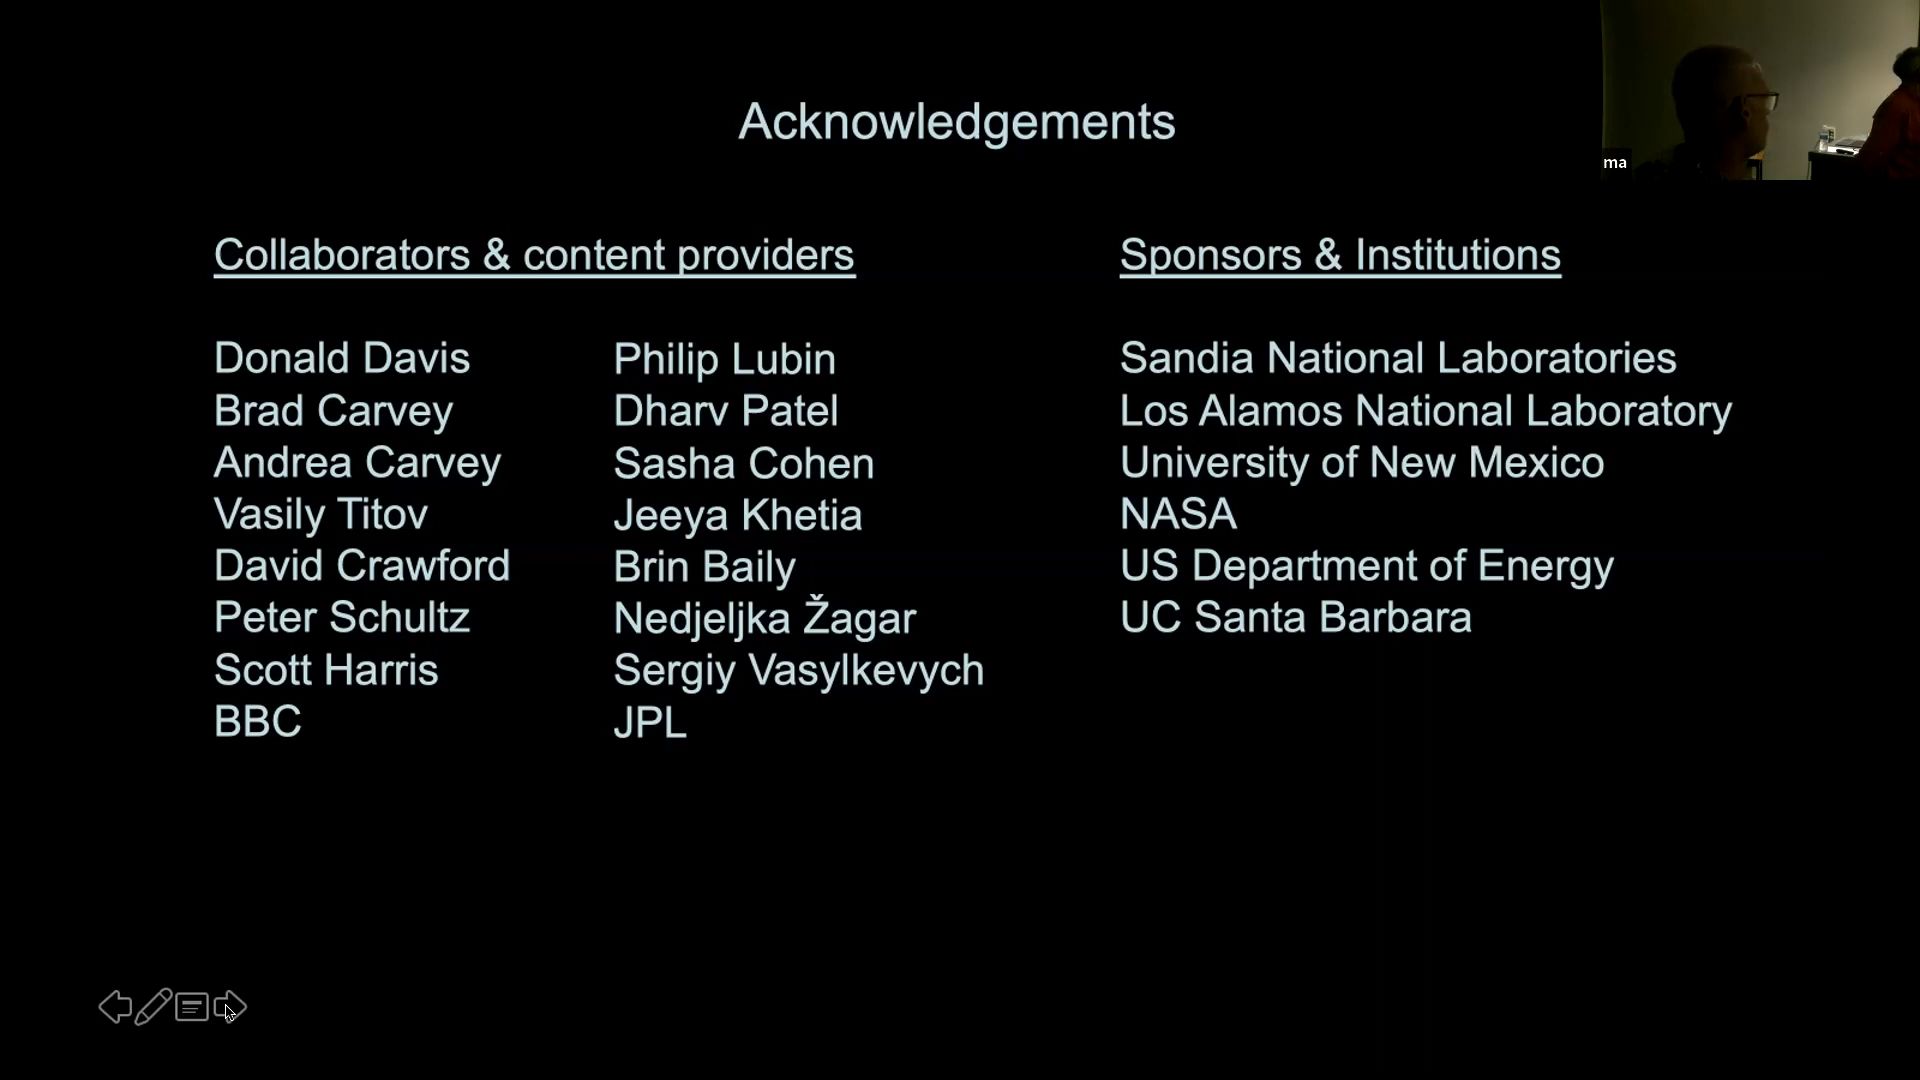 Acknowledgements
ma
Collaborators & content providers
Donald Davis
Brad Carvey
Andrea Carvey
Vasily Titov
David Crawford
Peter Schultz
Scott Harris
BBC
Philip Lubin
Dharv Patel
Sasha Cohen
Jeeya Khetia
Brin Baily
Nedjeljka Žagar
Sergiy Vasylkevych
JPL
Sponsors & Institutions
Sandia National Laboratories
Los Alamos National Laboratory
University of New Mexico
NASA
US Department of Energy
UC Santa Barbara